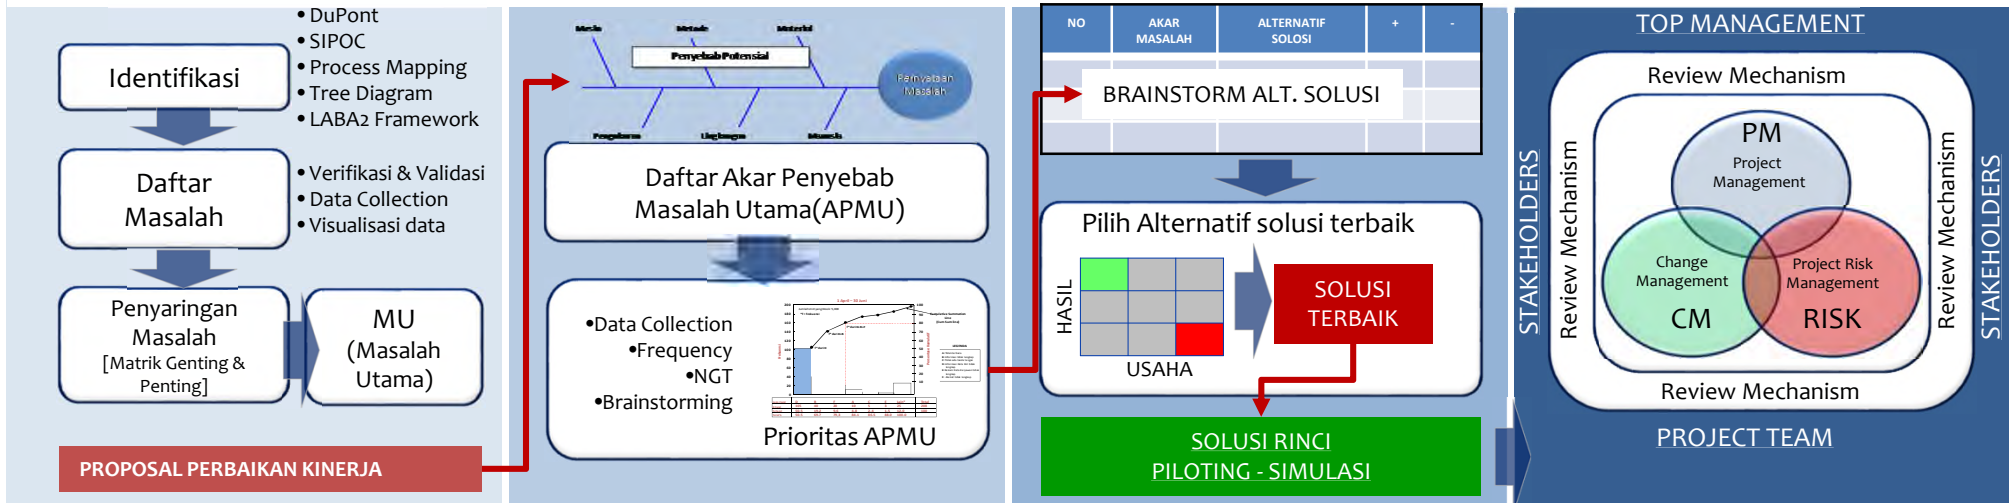 Identifikasi
• DuPont
• SIPOC
• Process Mapping
• Tree Diagram
• LABA2 Framework
Daftar
Masalah
• Verifikasi & Validasi
• Data Collection
• Visualisasi data
Penyaringan
Masalah
[Matrik Genting &
Penting]
MU
(Masalah
Utama)
PROPOSAL PERBAIKAN KINERJA
Mesin
Metode
Material
Penyebab Potensial
Pernyataan
Masalah
Pengukuran
Lingkungan
Manusia
Daftar Akar Penyebab
Masalah Utama(APMU)
•Data Collection
•Frequency
•NGT
•Brainstorming
Prioritas APMU
NO
AKAR
MASALAH
ALTERNATIF
SOLOSI
+
-
BRAINSTORM ALT. SOLUSI
Pilih Alternatif solusi terbaik
HASIL
USAHA
SOLUSI
TERBAIK
SOLUSI RINCI
PILOTING - SIMULASI
TOP MANAGEMENT
STAKEHOLDERS
Review Mechanism
Review Mechanism
PM
Project
Management
Change
Management
CM
Project Risk
Management
RISK
Review Mechanism
STAKEHOLDERS
Review Mechanism
PROJECT TEAM